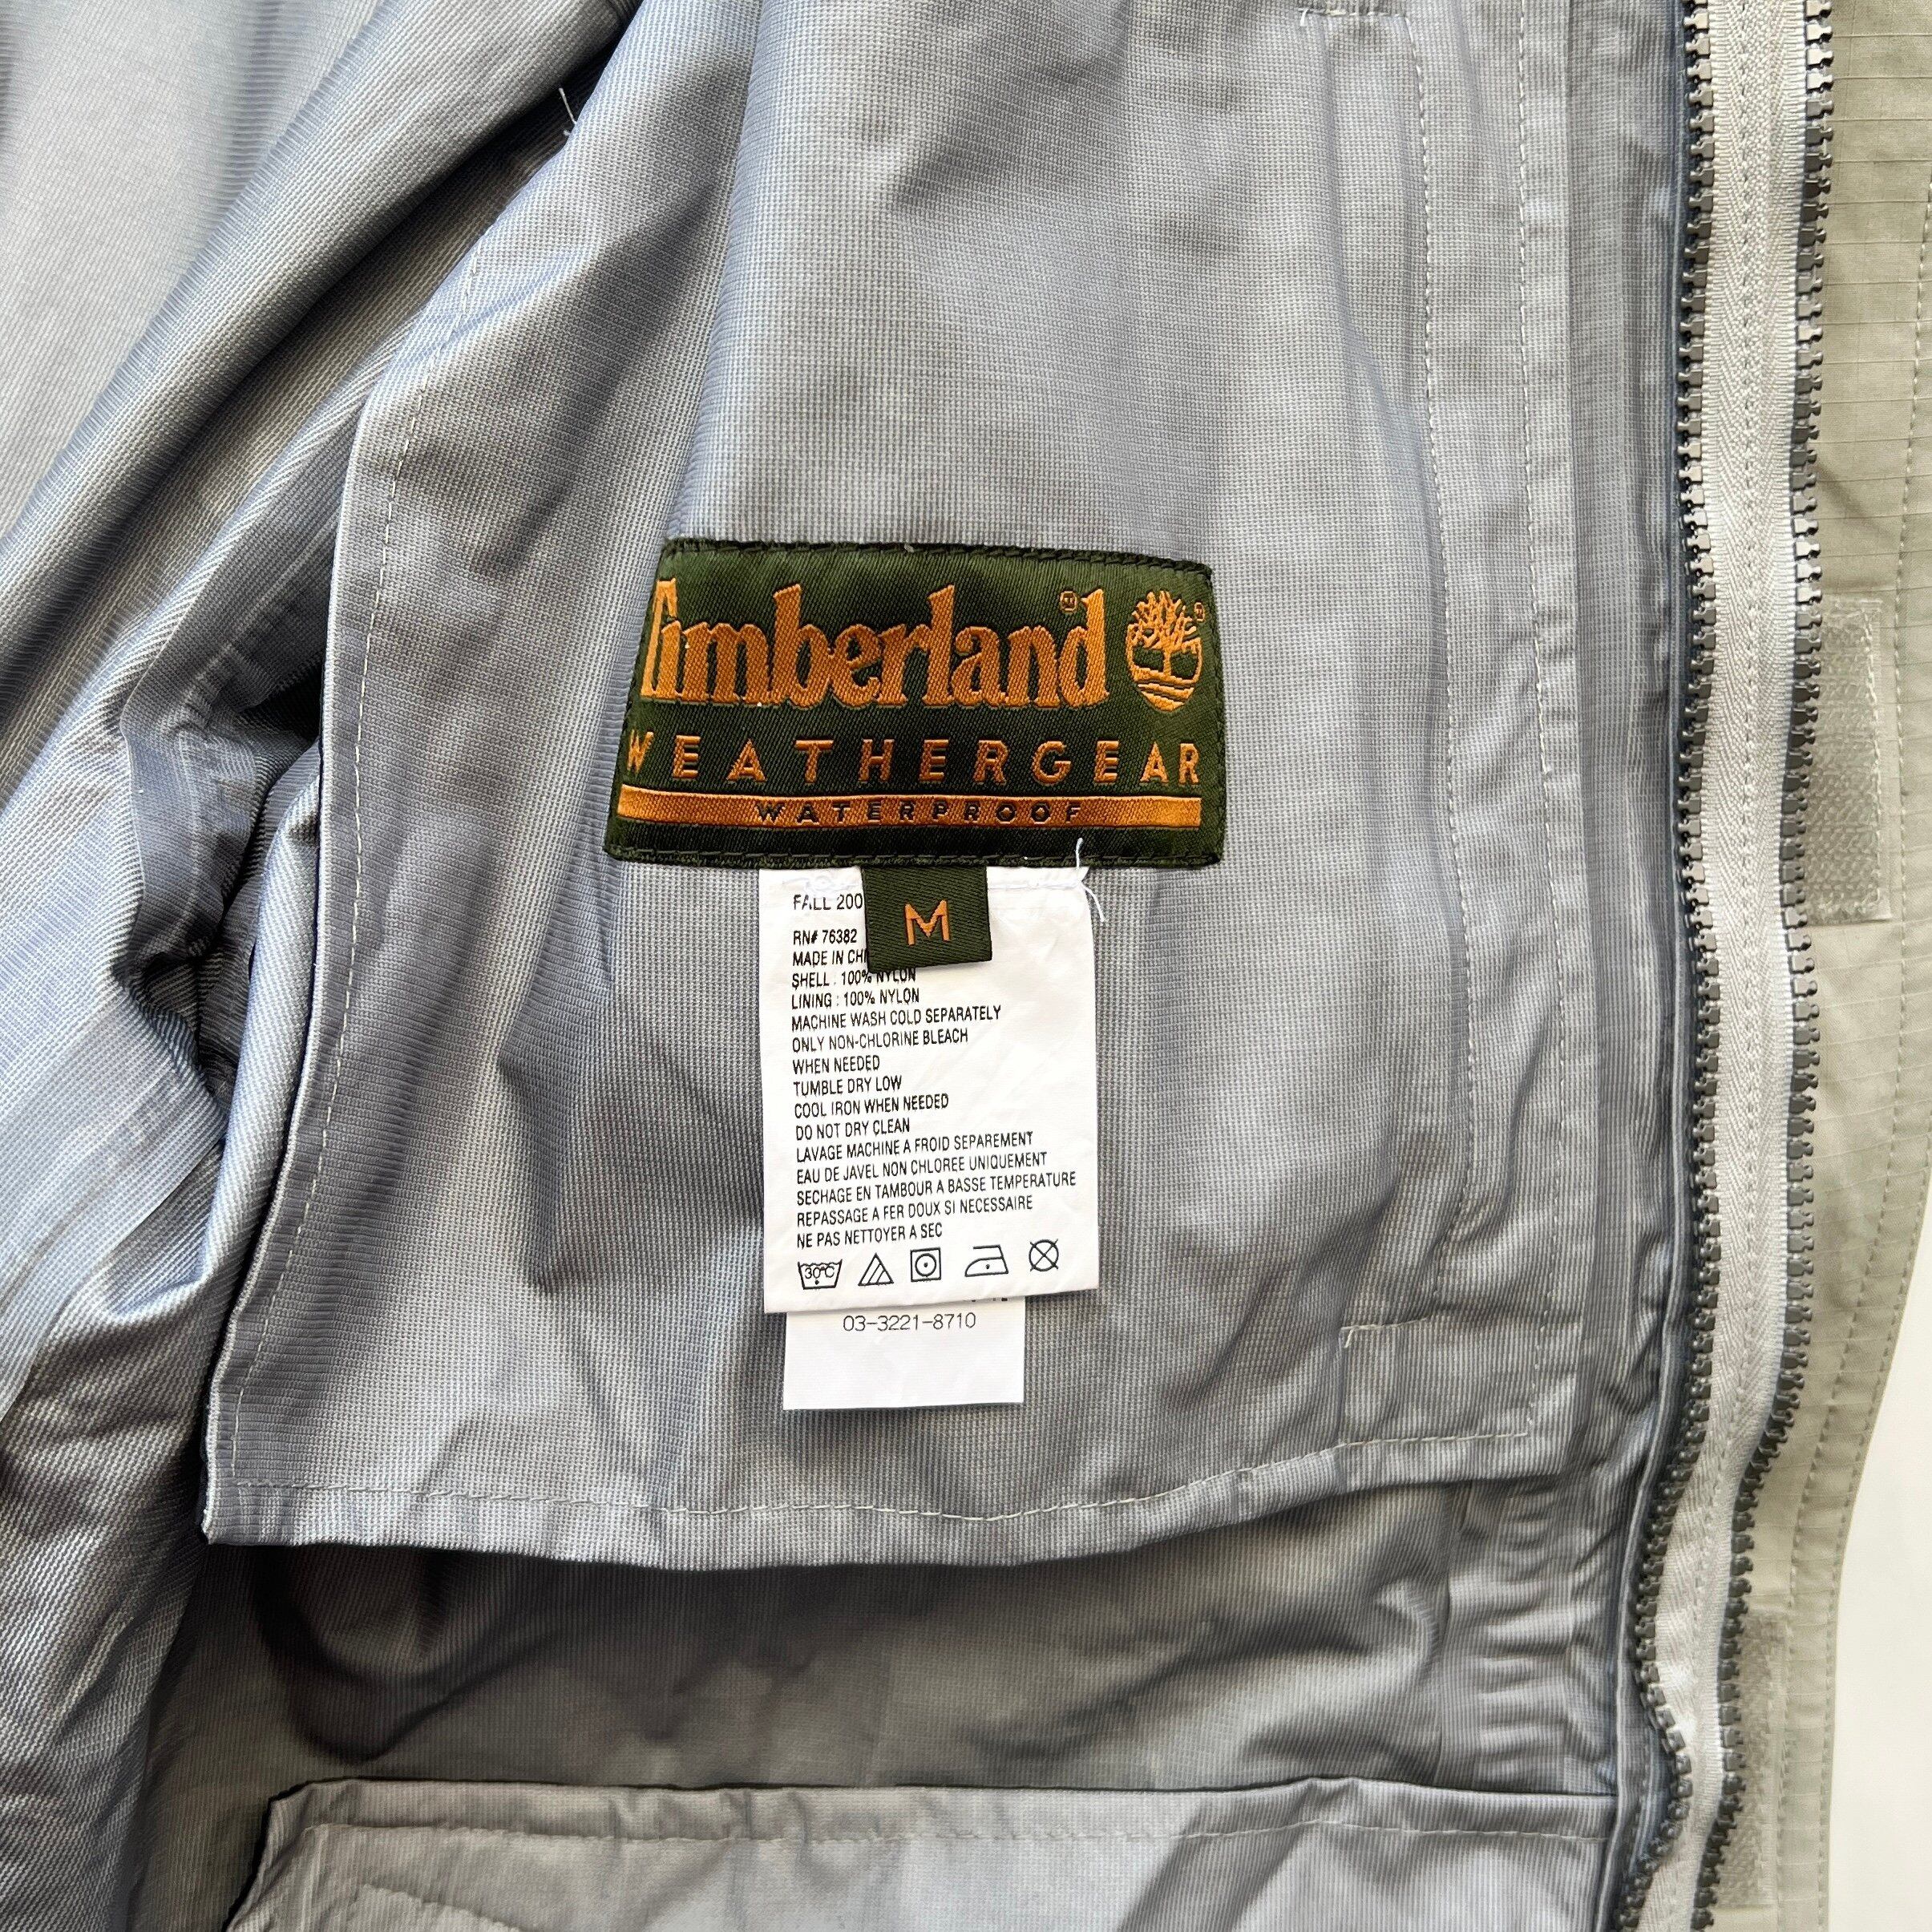 Timberland®
WEATHERGEAR
WATERPROOF
M
FALL 200
RN# 76382
MADE IN CHI
SHELL : 100% NYLON
LINING : 100% NYLON
MACHINE WASH COLD SEPARATELY
ONLY NON-CHLORINE BLEACH
WHEN NEEDED
TUMBLE DRY LOW
COOL IRON WHEN NEEDED
DO NOT DRY CLEAN
LAVAGE MACHINE A FROID SEPAREMENT
EAU DE JAVEL NON CHLOREE UNIQUEMENT
SECHAGE EN TAMBOUR A BASSE TEMPERATURE
REPASSAGE A FER DOUX SI NECESSAIRE
NE PAS NETTOYER A SEC
30°C
03-3221-8710